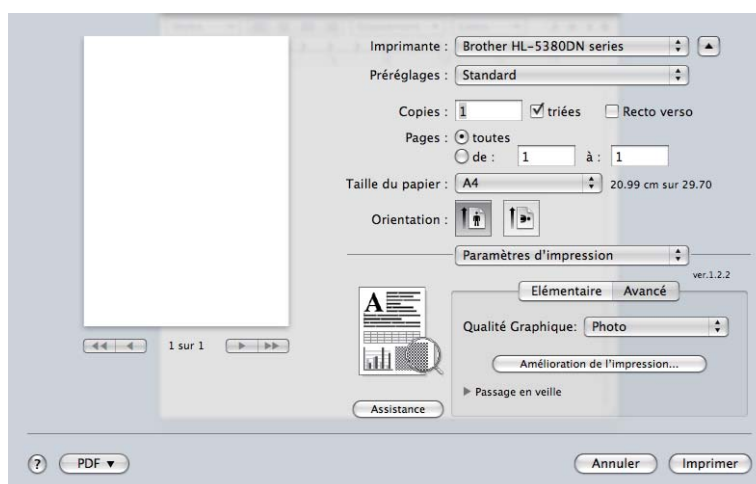 Imprimante : Brother HL-5380DN series
Préréglages : Standard
Copies : 1 triées Recto verso
Pages : toutes
de : 1 à : 1
Taille du papier : A4 20.99 cm sur 29.70
Orientation :
Paramètres d'impression
ver.1.2.2
Elémentaire Avancé
Qualité Graphique: Photo
Amélioration de l'impression...
Passage en veille
1 sur 1
A
Assistance
? PDF Annuler Imprimer